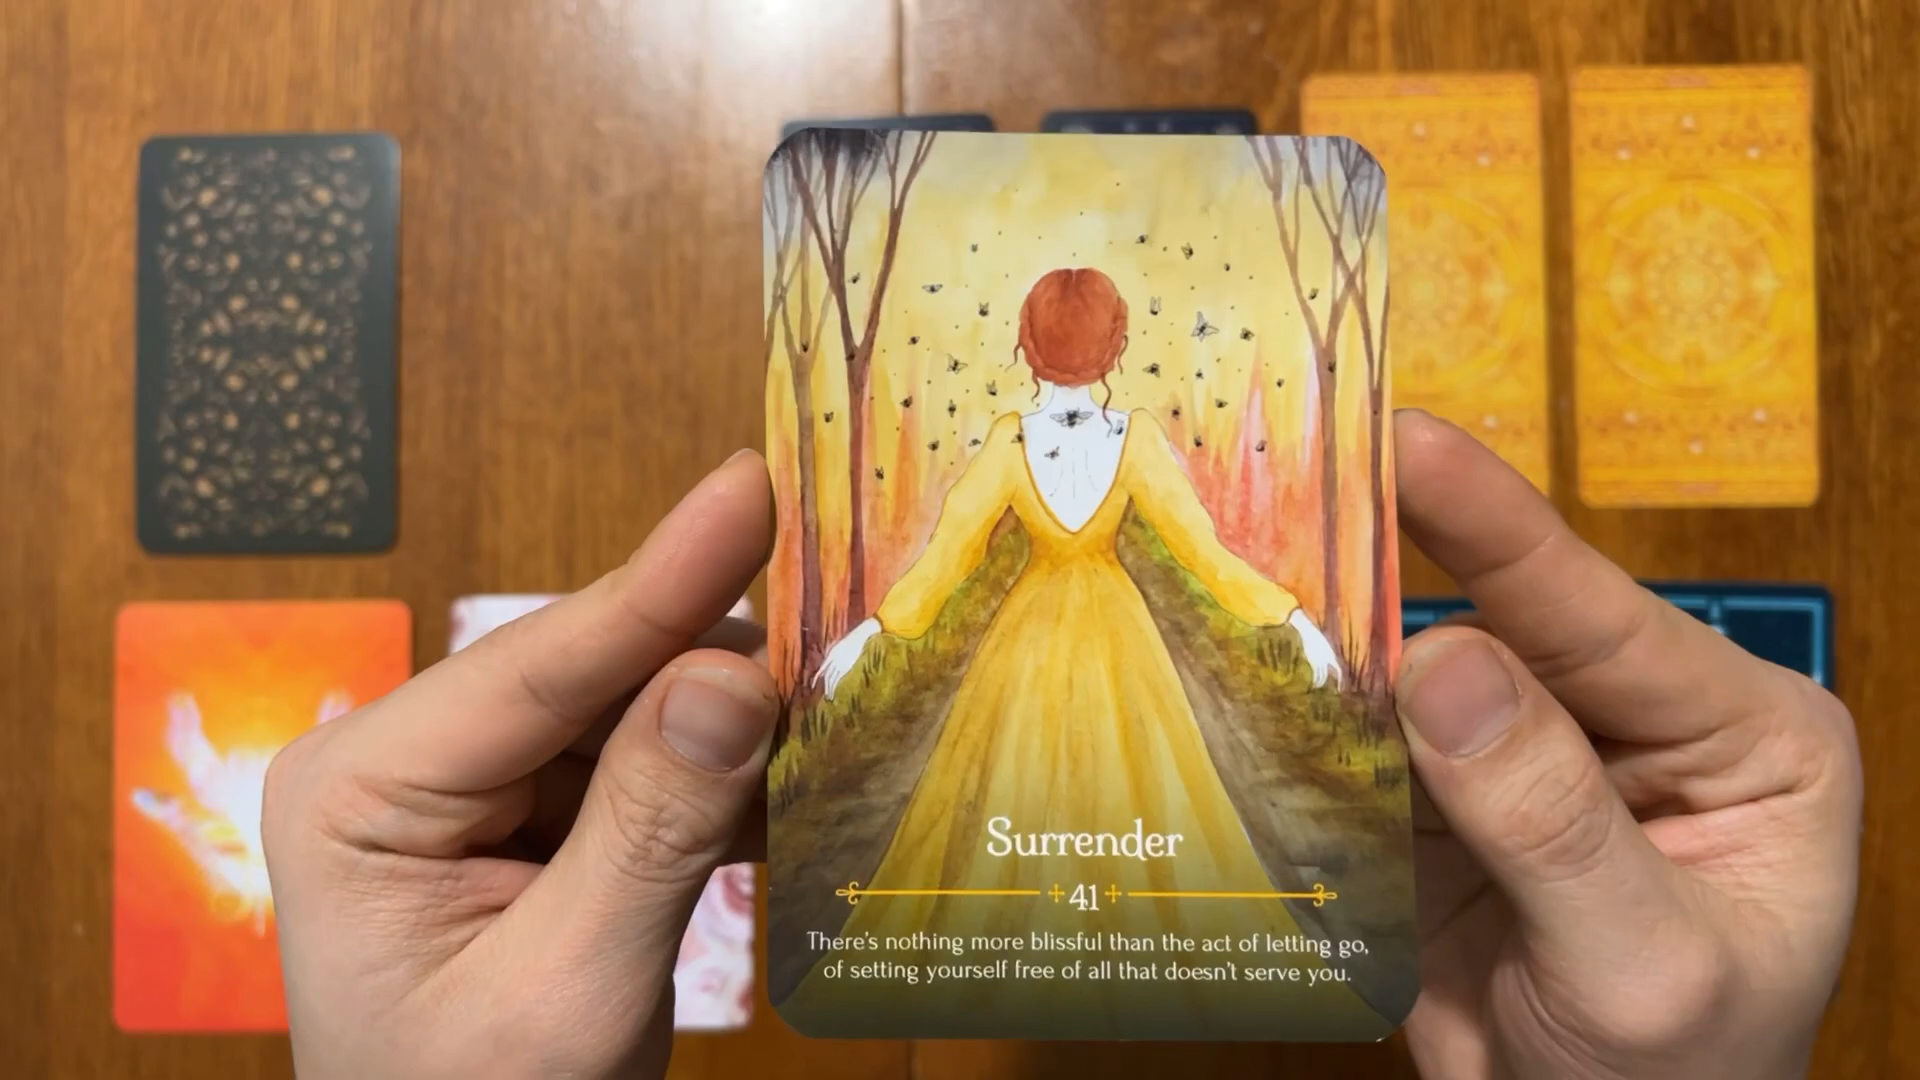 Surrender
41
There's nothing more blissful than the act of letting go,
of setting yourself free of all that doesn't serve you.